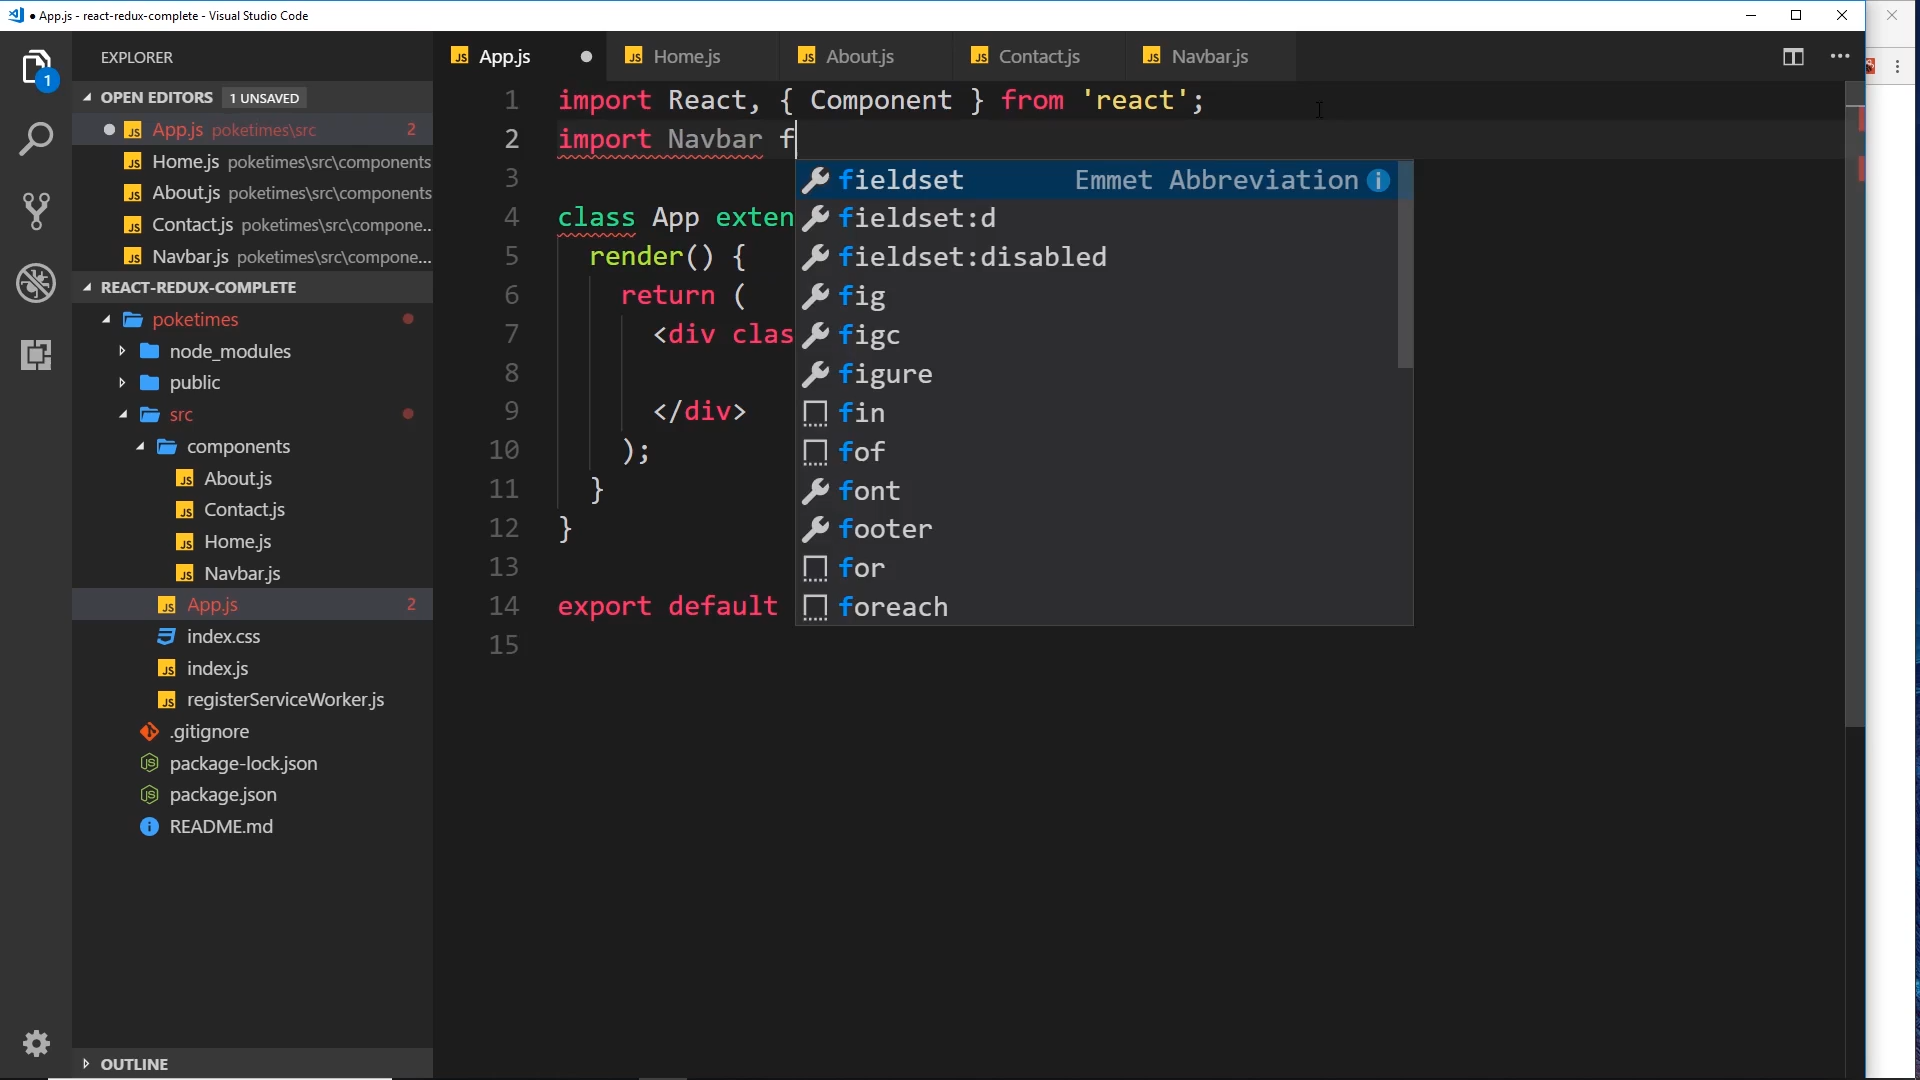 App.js - react-redux-complete - Visual Studio Code
1
EXPLORER
OPEN EDITORS 1 UNSAVED
App.js poketimes\src 2
Home.js poketimes\src\components
About.js poketimes\src\components
Contact.js poketimes\src\compone...
Navbar.js poketimes\src\compone...
REACT-REDUX-COMPLETE
poketimes
node_modules
public
src
components
About.js
Contact.js
Home.js
Navbar.js
App.js 2
index.css
index.js
registerServiceWorker.js
.gitignore
package-lock.json
package.json
README.md
OUTLINE
App.js Home.js About.js Contact.js Navbar.js
1 import React, { Component } from 'react';
2 import Navbar f
3
4 class App exten
5 render() {
6 return (
7 <div clas
8
9 </div>
10 );
11 }
12 }
13
14 export default
15
fieldset Emmet Abbreviation
fieldset:d
fieldset:disabled
fig
figc
figure
fin
fof
font
footer
for
foreach